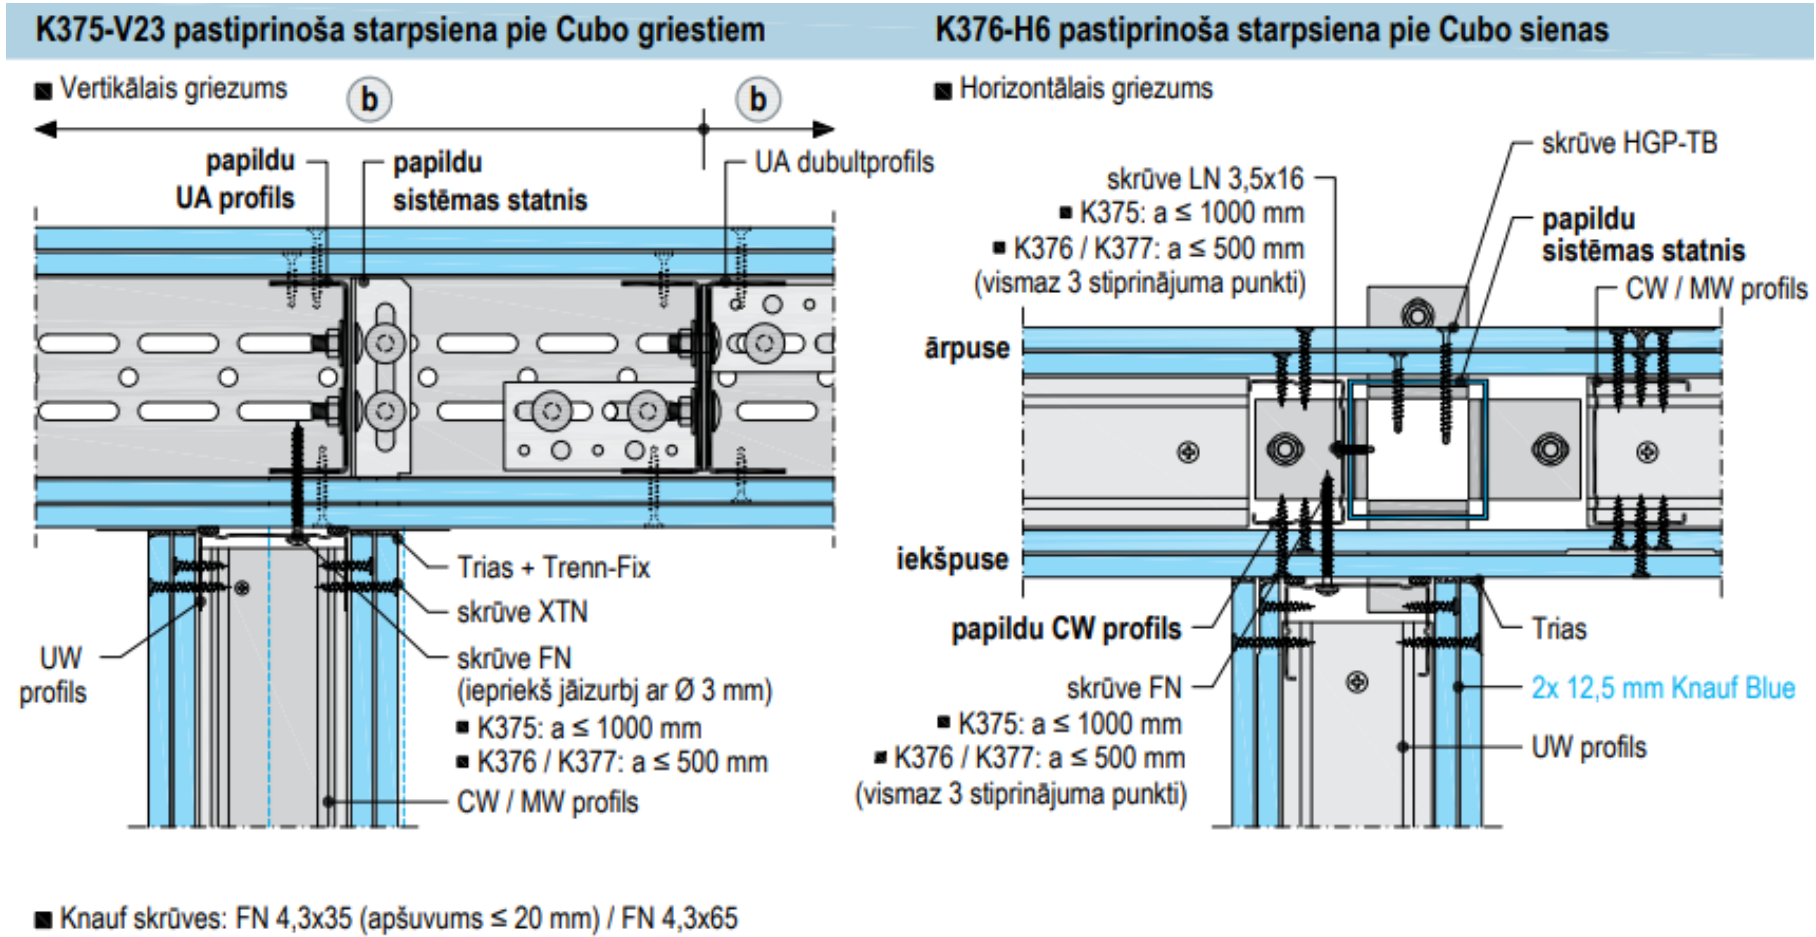 K375-V23 pastiprinoša starpsiena pie Cubo griestiem
■ Vertikālais griezums
b
b
papildu
UA profils
papildu
sistēmas statnis
UA dubultprofils
Trias + Trenn-Fix
skrūve XTN
UW
profils
skrūve FN
(iepriekš jāizurbj ar Ø 3 mm)
■ K375: a ≤ 1000 mm
■ K376 / K377: a ≤ 500 mm
CW / MW profils
K376-H6 pastiprinoša starpsiena pie Cubo sienas
■ Horizontālais griezums
skrūve HGP-TB
skrūve LN 3,5x16
■ K375: a ≤ 1000 mm
■ K376 / K377: a ≤ 500 mm
(vismaz 3 stiprinājuma punkti)
papildu
sistēmas statnis
CW / MW profils
ārpuse
iekšpuse
papildu CW profils
Trias
skrūve FN
■ K375: a ≤ 1000 mm
■ K376 / K377: a ≤ 500 mm
(vismaz 3 stiprinājuma punkti)
2x 12,5 mm Knauf Blue
UW profils
■ Knauf skrūves: FN 4,3x35 (apšuvums ≤ 20 mm) / FN 4,3x65